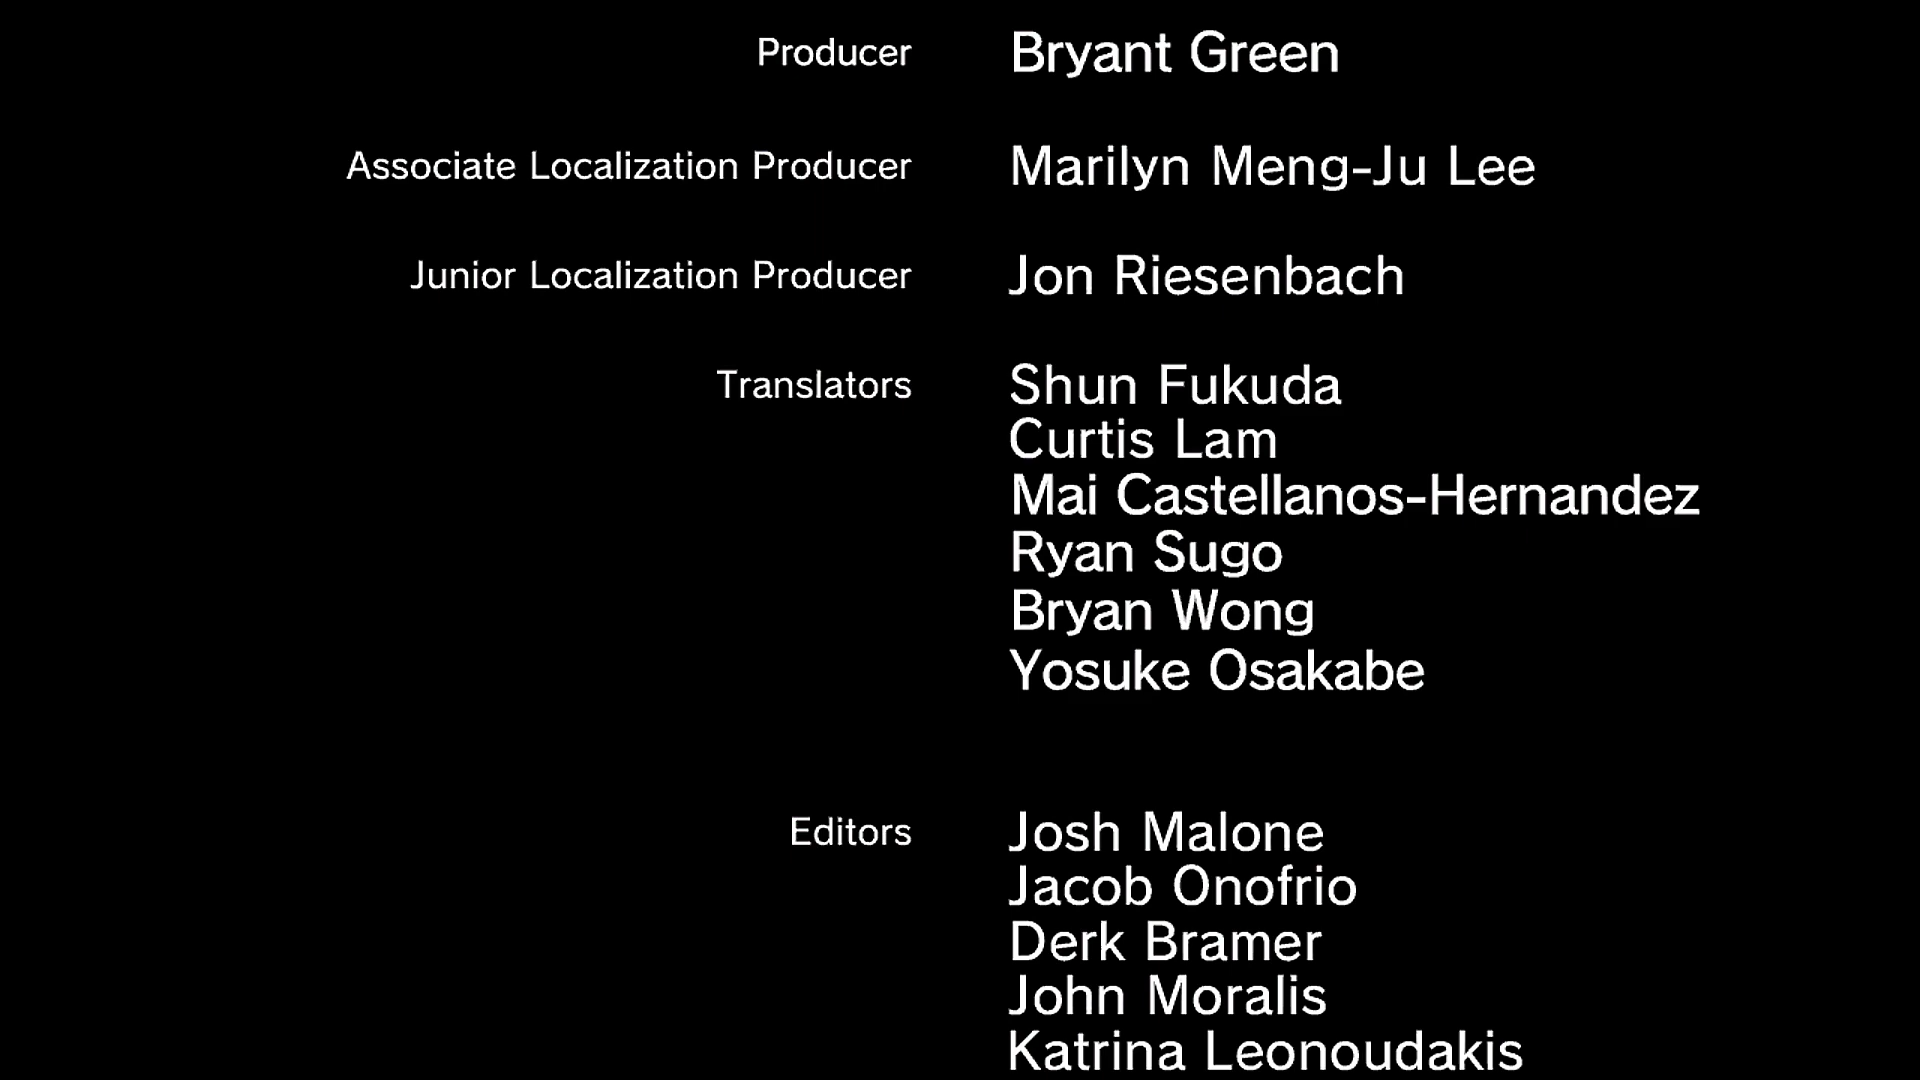 Producer Bryant Green
Associate Localization Producer Marilyn Meng-Ju Lee
Junior Localization Producer Jon Riesenbach
Translators Shun Fukuda
Curtis Lam
Mai Castellanos-Hernandez
Ryan Sugo
Bryan Wong
Yosuke Osakabe
Editors Josh Malone
Jacob Onofrio
Derk Bramer
John Moralis
Katrina Leonoudakis